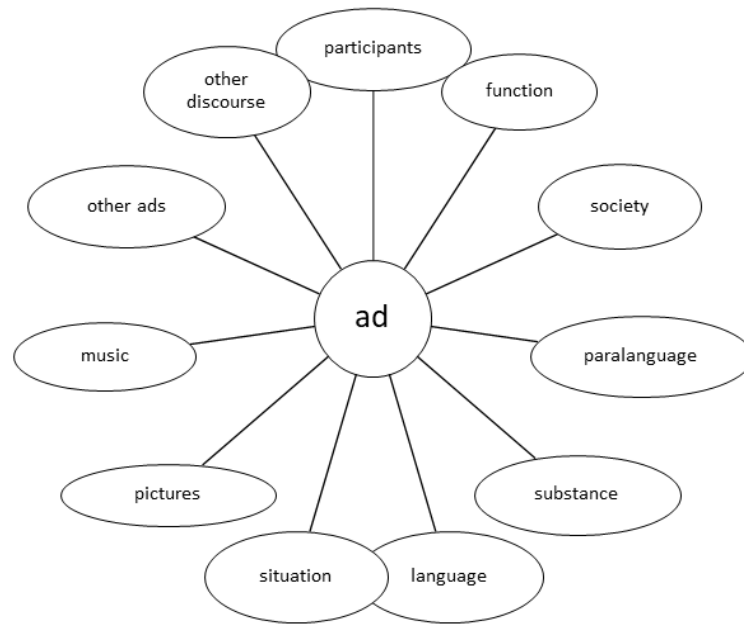 participants
other
discourse
function
other ads
society
ad
music
paralanguage
pictures
substance
situation
language